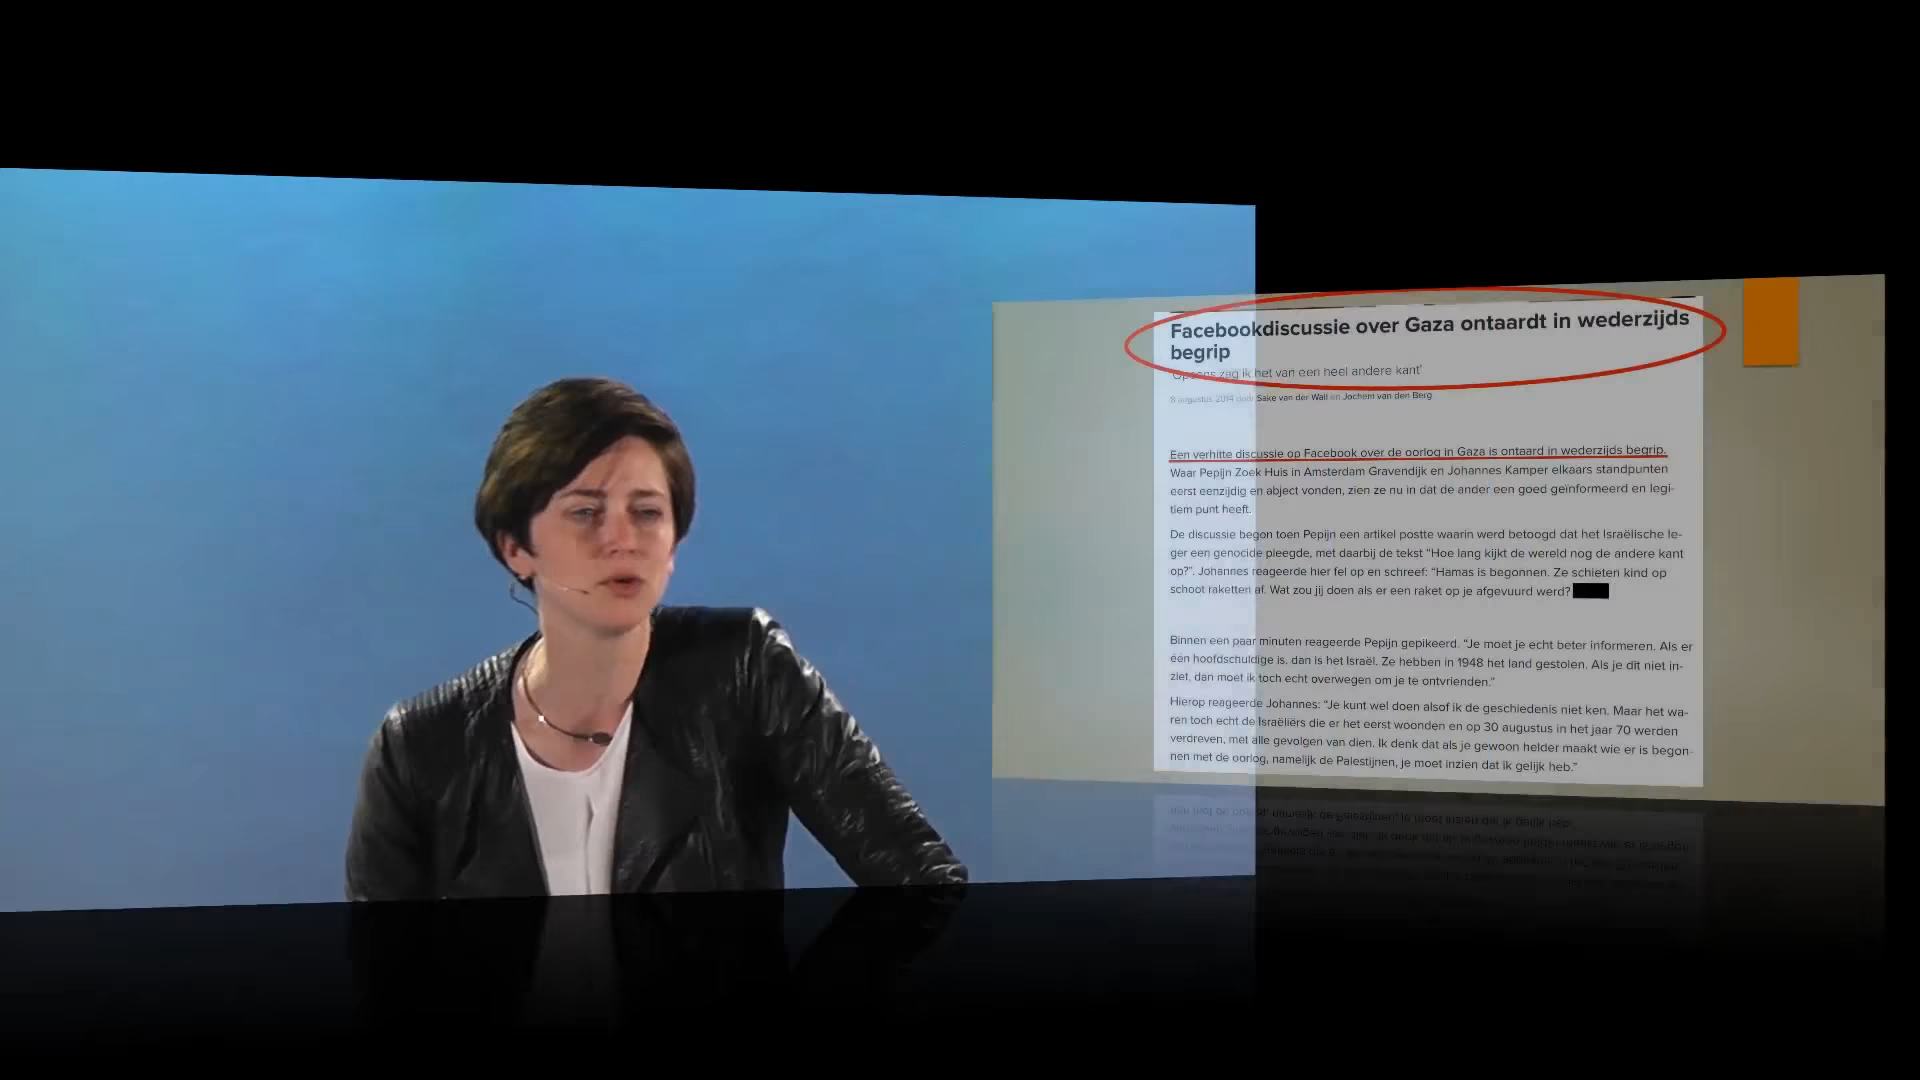 Facebookdiscussie over Gaza ontaardt in wederzijds
begrip
'Opeens zag ik het van een heel andere kant'
8 augustus 2014 door Sake van der Wall en Jochem van den Berg
Een verhitte discussie op Facebook over de oorlog in Gaza is ontaard in wederzijds begrip.
Waar Pepijn Zoek Huis in Amsterdam Gravendijk en Johannes Kamper elkaars standpunten
eerst eenzijdig en abject vonden, zien ze nu in dat de ander een goed geïnformeerd en legi-
tiem punt heeft.
De discussie begon toen Pepijn een artikel postte waarin werd betoogd dat het Israëlische le-
ger een genocide pleegde, met daarbij de tekst "Hoe lang kijkt de wereld nog de andere kant
op?". Johannes reageerde hier fel op en schreef: "Hamas is begonnen. Ze schieten kind op
schoot raketten af. Wat zou jij doen als er een raket op je afgevuurd werd?
Binnen een paar minuten reageerde Pepijn gepikeerd. "Je moet je echt beter informeren. Als er
één hoofdschuldige is, dan is het Israël. Ze hebben in 1948 het land gestolen. Als je dit niet in-
ziet, dan moet ik toch echt overwegen om je te ontvrienden."
Hierop reageerde Johannes: "Je kunt wel doen alsof ik de geschiedenis niet ken. Maar het wa-
ren toch echt de Israëliërs die er het eerst woonden en op 30 augustus in het jaar 70 werden
verdreven, met alle gevolgen van dien. Ik denk dat als je gewoon helder maakt wie er is begon-
nen met de oorlog, namelijk de Palestijnen, je moet inzien dat ik gelijk heb."